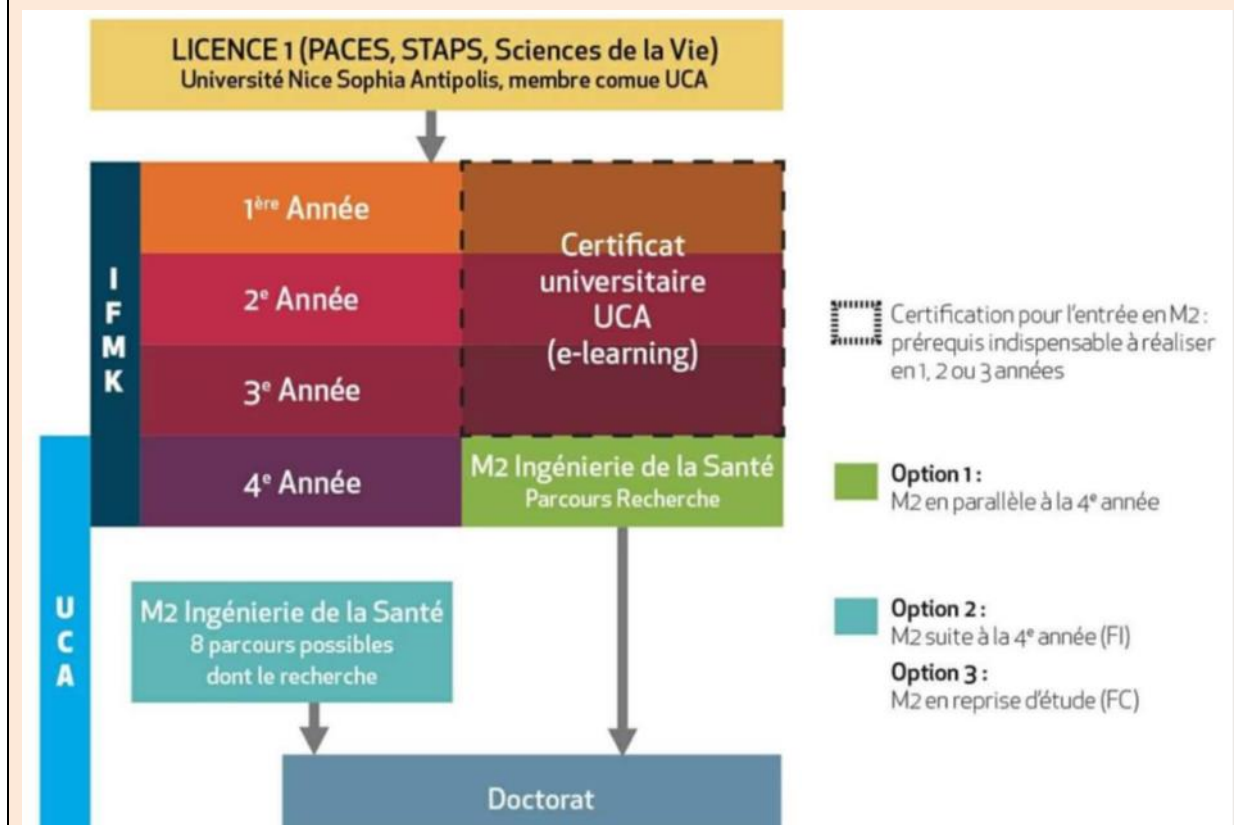 LICENCE 1 (PACES, STAPS, Sciences de la Vie)
Université Nice Sophia Antipolis, membre comue UCA
IFMK
1ère Année
2e Année
3e Année
4e Année
Certificat
universitaire
UCA
(e-learning)
M2 Ingénierie de la Santé
Parcours Recherche
UCA
M2 Ingénierie de la Santé
8 parcours possibles
dont le recherche
Doctorat
Certification pour l'entrée en M2 :
prérequis indispensable à réaliser
en 1, 2 ou 3 années
Option 1 :
M2 en parallèle à la 4e année
Option 2 :
M2 suite à la 4e année (FI)
Option 3 :
M2 en reprise d'étude (FC)